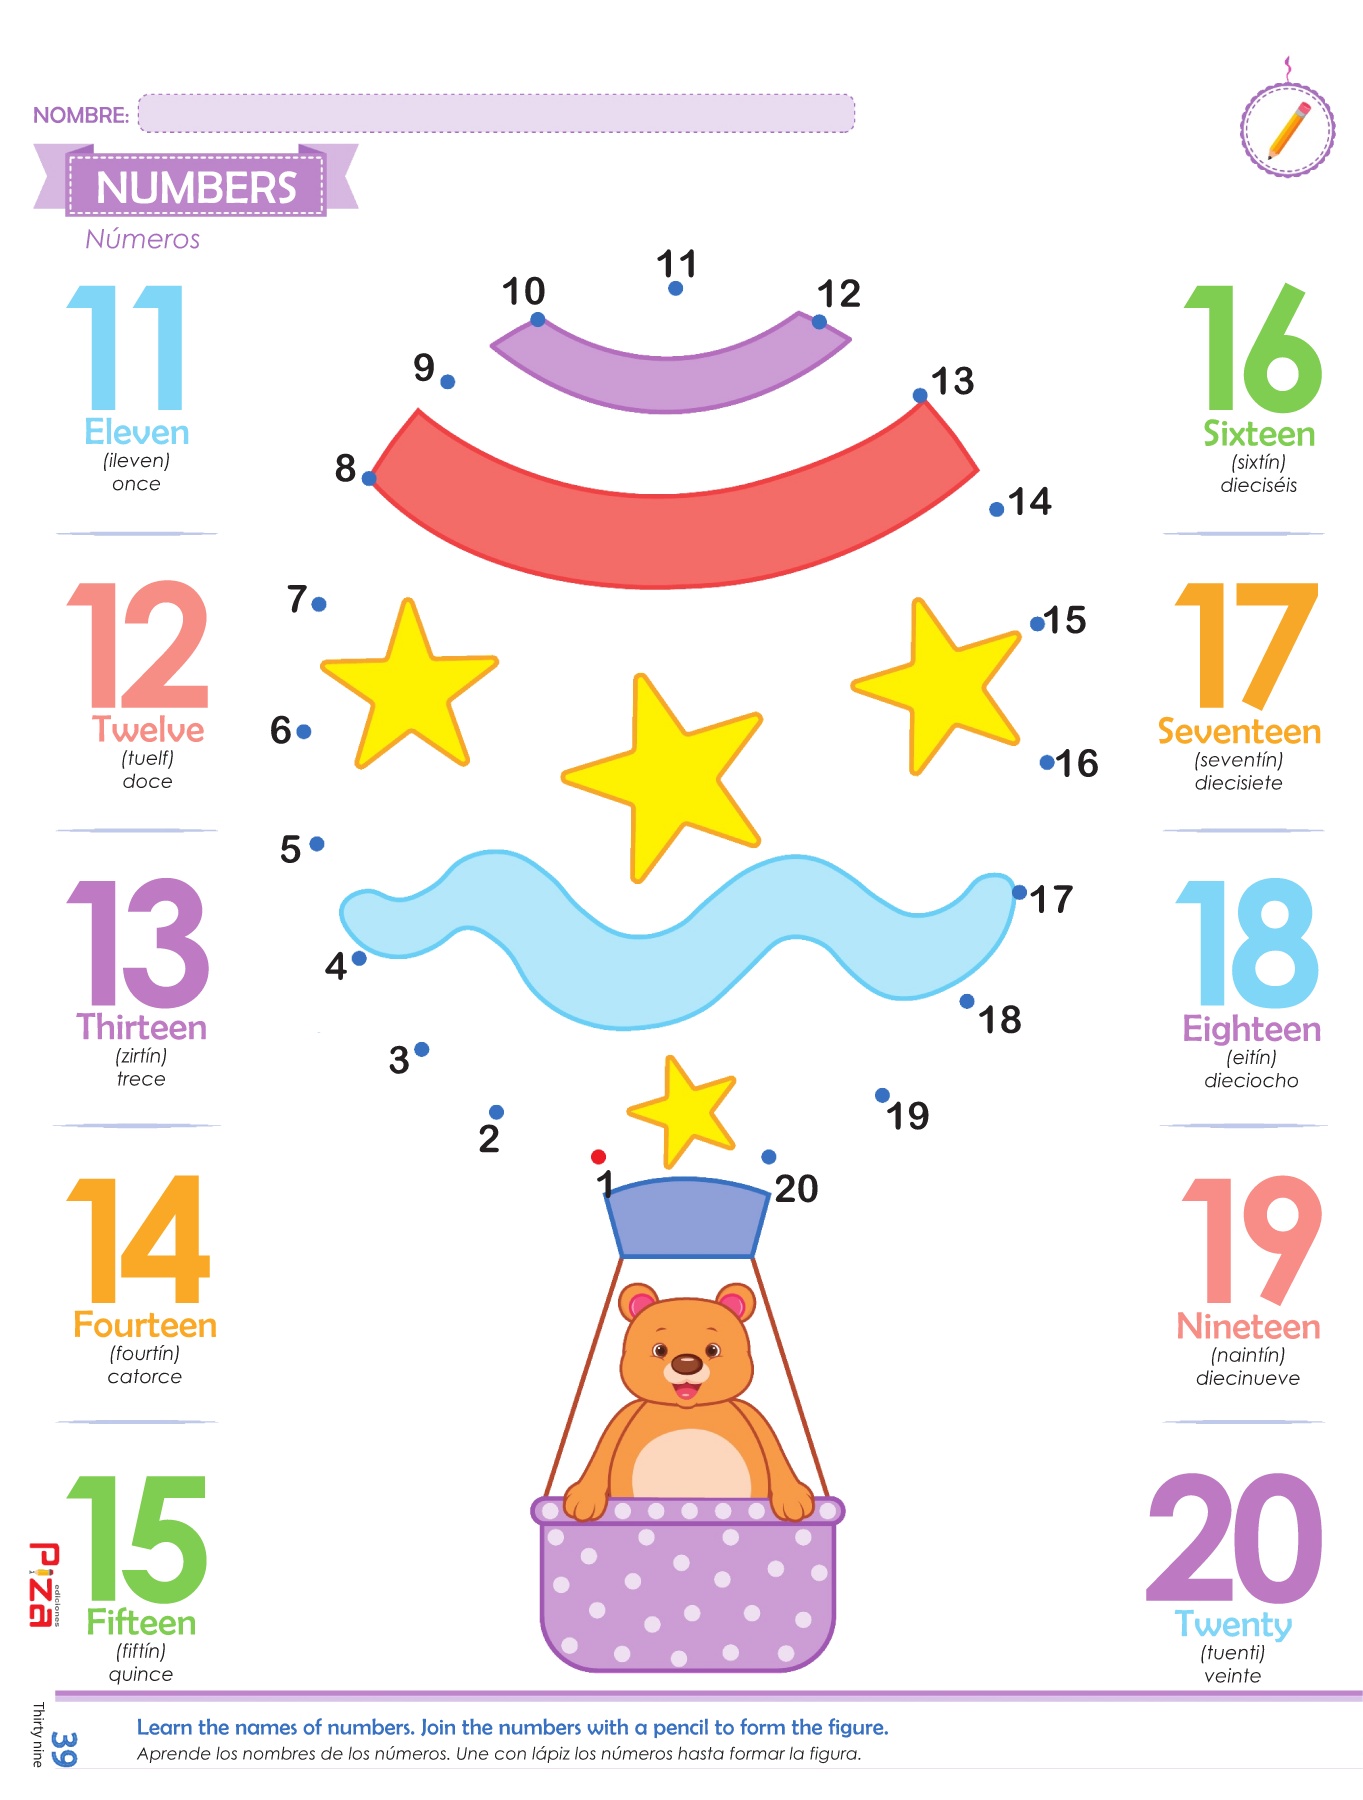 NOMBRE:
NUMBERS
Números
11
Eleven
(ileven)
once
12
Twelve
(tuelf)
doce
13
Thirteen
(zirtín)
trece
14
Fourteen
(fourtín)
catorce
15
Fifteen
(fiftín)
quince
11
10
12
9
13
8
14
7
15
6
16
5
17
4
18
3
19
2
1
20
16
Sixteen
(sixtín)
dieciséis
17
Seventeen
(seventín)
diecisiete
18
Eighteen
(eitín)
dieciocho
19
Nineteen
(naintín)
diecinueve
20
Twenty
(tuenti)
veinte
Piza
ediciones
39
Thirty nine
Learn the names of numbers. Join the numbers with a pencil to form the figure.
Aprende los nombres de los números. Une con lápiz los números hasta formar la figura.